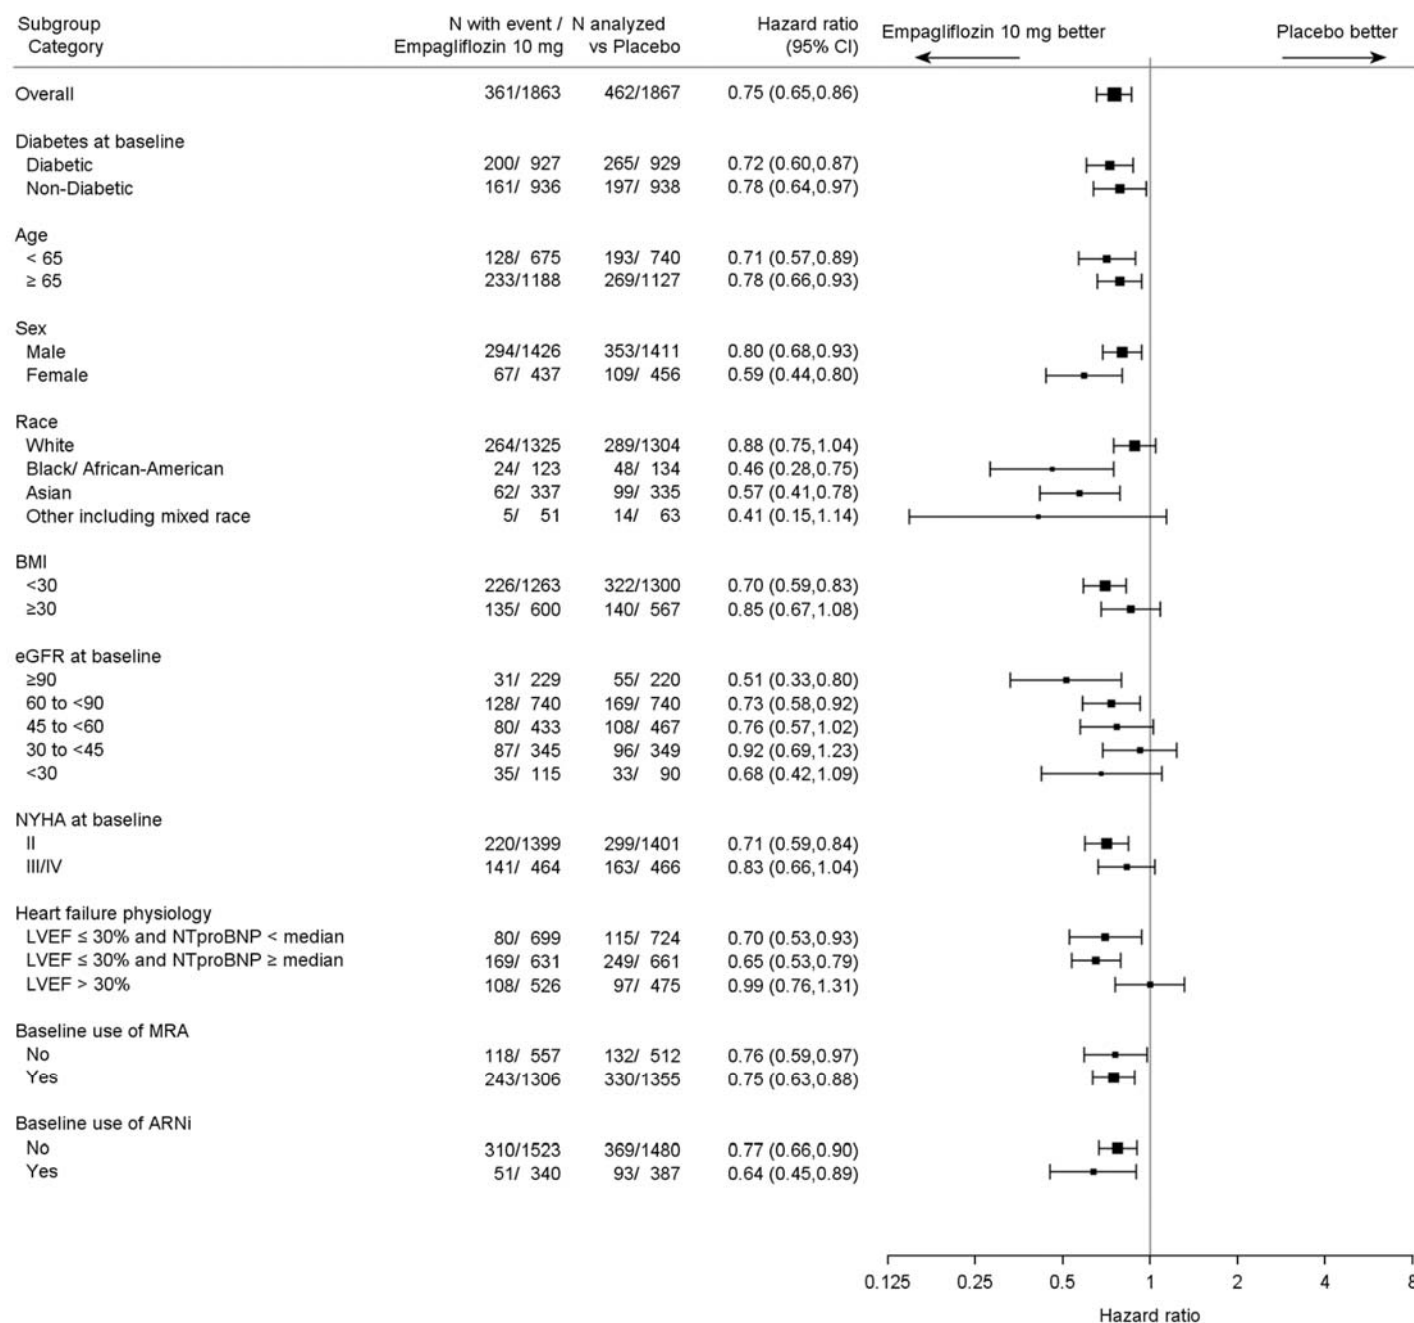 Subgroup N with event / N analyzed Hazard ratio Empagliflozin 10 mg better Placebo better
Category Empagliflozin 10 mg vs Placebo (95% CI)
Overall 361/1863 462/1867 0.75 (0.65,0.86)
Diabetes at baseline
Diabetic 200/ 927 265/ 929 0.72 (0.60,0.87)
Non-Diabetic 161/ 936 197/ 938 0.78 (0.64,0.97)
Age
< 65 128/ 675 193/ 740 0.71 (0.57,0.89)
≥ 65 233/1188 269/1127 0.78 (0.66,0.93)
Sex
Male 294/1426 353/1411 0.80 (0.68,0.93)
Female 67/ 437 109/ 456 0.59 (0.44,0.80)
Race
White 264/1325 289/1304 0.88 (0.75,1.04)
Black/ African-American 24/ 123 48/ 134 0.46 (0.28,0.75)
Asian 62/ 337 99/ 335 0.57 (0.41,0.78)
Other including mixed race 5/ 51 14/ 63 0.41 (0.15,1.14)
BMI
<30 226/1263 322/1300 0.70 (0.59,0.83)
≥30 135/ 600 140/ 567 0.85 (0.67,1.08)
eGFR at baseline
≥90 31/ 229 55/ 220 0.51 (0.33,0.80)
60 to <90 128/ 740 169/ 740 0.73 (0.58,0.92)
45 to <60 80/ 433 108/ 467 0.76 (0.57,1.02)
30 to <45 87/ 345 96/ 349 0.92 (0.69,1.23)
<30 35/ 115 33/ 90 0.68 (0.42,1.09)
NYHA at baseline
II 220/1399 299/1401 0.71 (0.59,0.84)
III/IV 141/ 464 163/ 466 0.83 (0.66,1.04)
Heart failure physiology
LVEF ≤ 30% and NTproBNP < median 80/ 699 115/ 724 0.70 (0.53,0.93)
LVEF ≤ 30% and NTproBNP ≥ median 169/ 631 249/ 661 0.65 (0.53,0.79)
LVEF > 30% 108/ 526 97/ 475 0.99 (0.76,1.31)
Baseline use of MRA
No 118/ 557 132/ 512 0.76 (0.59,0.97)
Yes 243/1306 330/1355 0.75 (0.63,0.88)
Baseline use of ARNi
No 310/1523 369/1480 0.77 (0.66,0.90)
Yes 51/ 340 93/ 387 0.64 (0.45,0.89)
0.125 0.25 0.5 1 2 4 8
Hazard ratio